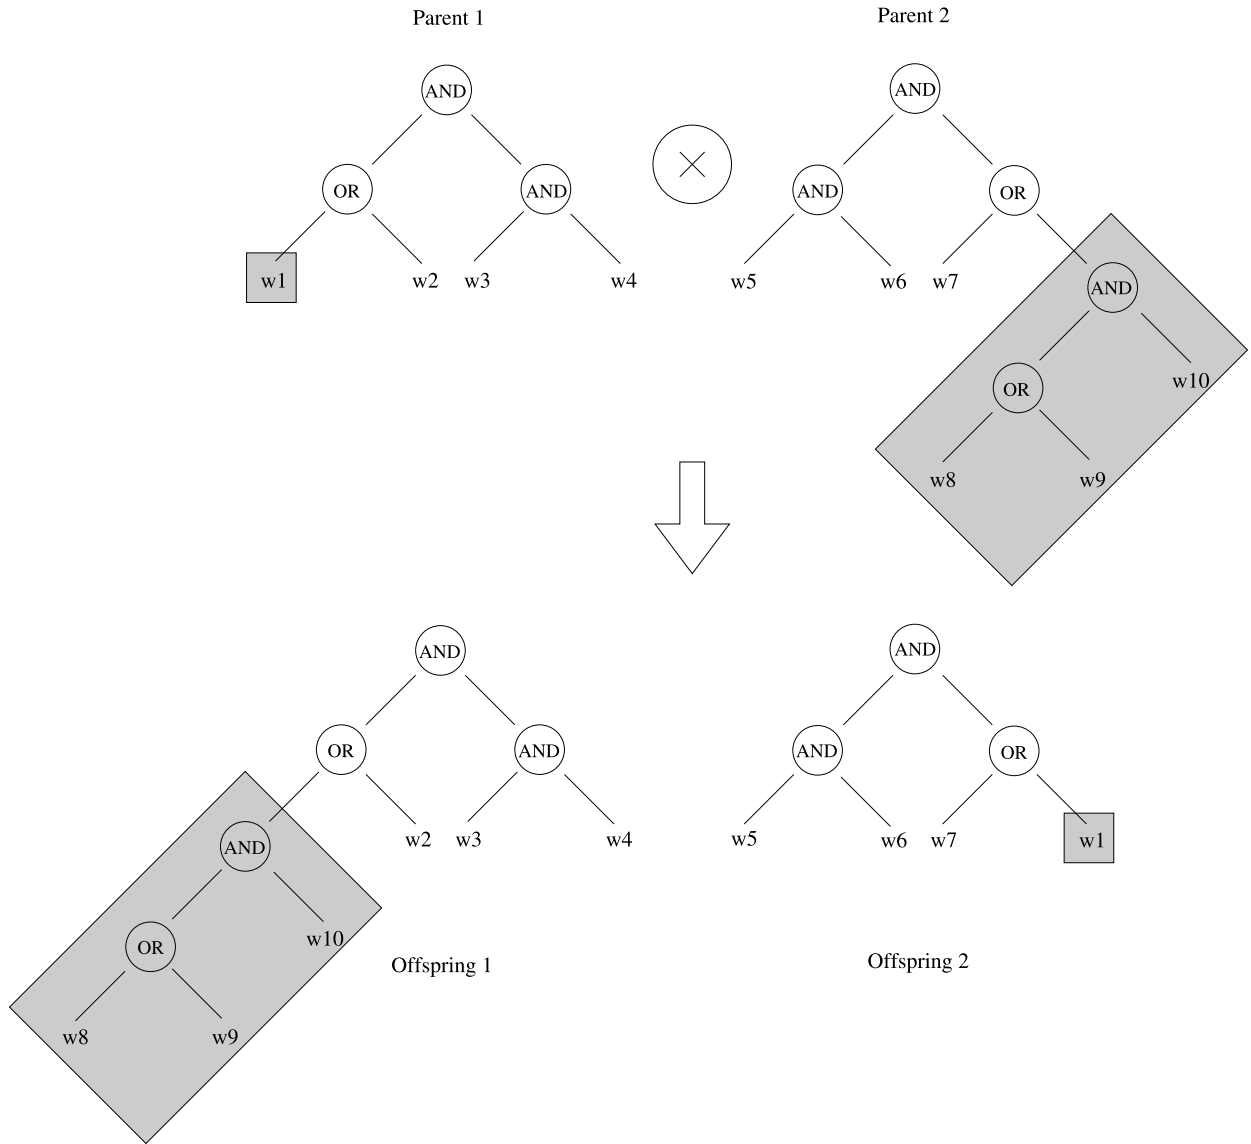 Parent 1
Parent 2
AND
AND
OR
AND
AND
OR
w1
w2
w3
w4
w5
w6
w7
AND
w10
OR
w8
w9
AND
AND
OR
AND
AND
OR
AND
w2
w3
w4
w5
w6
w7
w1
OR
w10
w8
w9
Offspring 1
Offspring 2